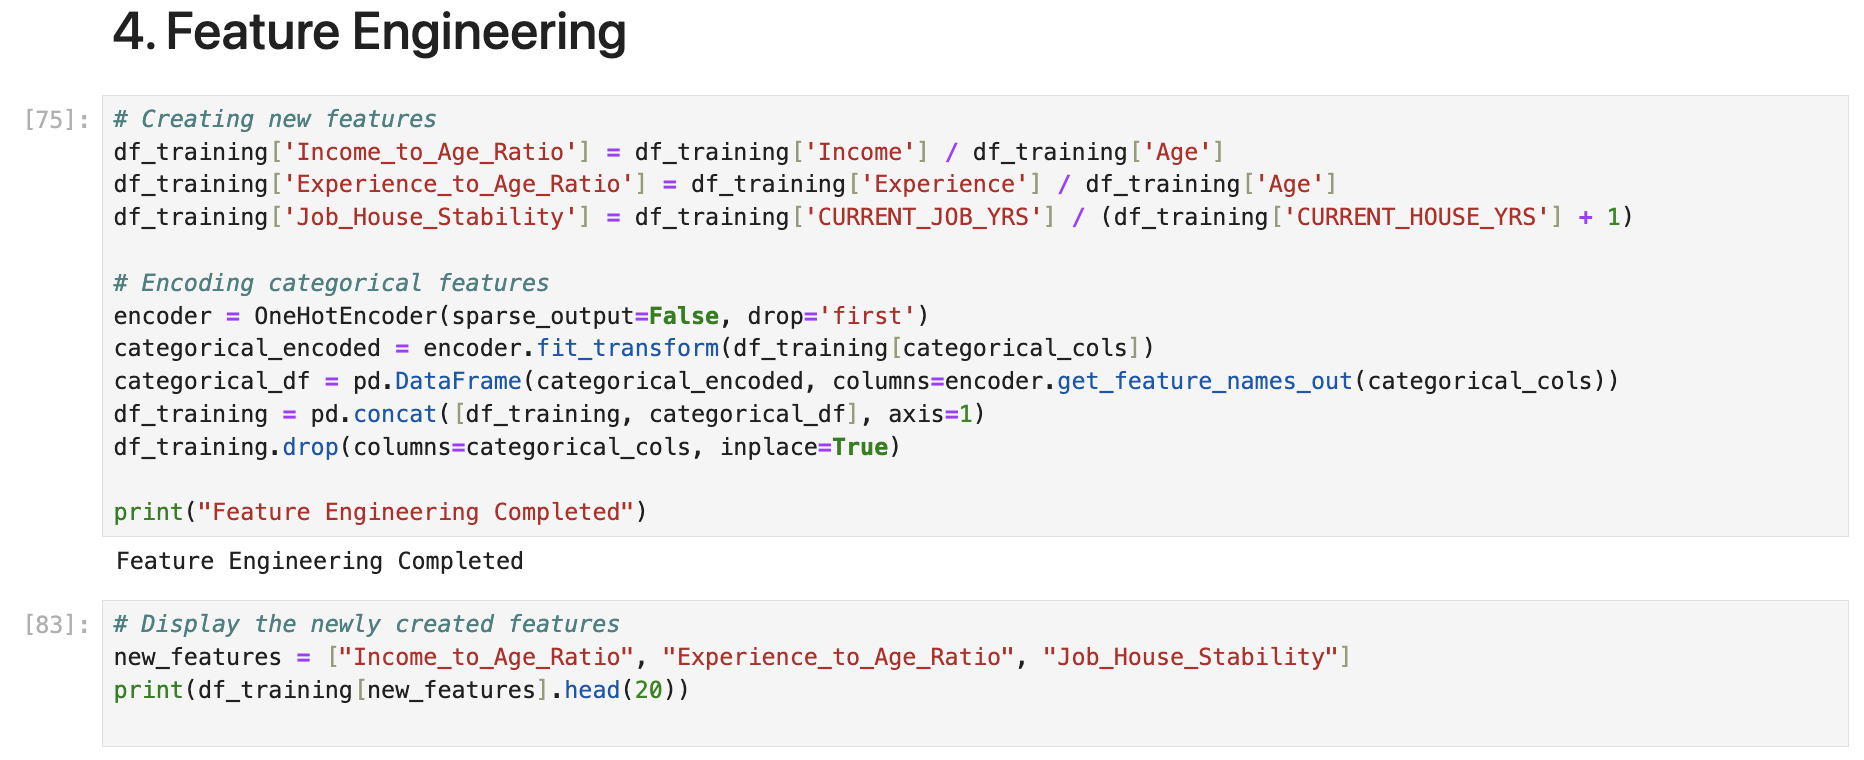 4. Feature Engineering
[75]:
# Creating new features
df_training['Income_to_Age_Ratio'] = df_training['Income'] / df_training['Age']
df_training['Experience_to_Age_Ratio'] = df_training['Experience'] / df_training['Age']
df_training['Job_House_Stability'] = df_training['CURRENT_JOB_YRS'] / (df_training['CURRENT_HOUSE_YRS'] + 1)
# Encoding categorical features
encoder = OneHotEncoder(sparse_output=False, drop='first')
categorical_encoded = encoder.fit_transform(df_training[categorical_cols])
categorical_df = pd.DataFrame(categorical_encoded, columns=encoder.get_feature_names_out(categorical_cols))
df_training = pd.concat([df_training, categorical_df], axis=1)
df_training.drop(columns=categorical_cols, inplace=True)
print("Feature Engineering Completed")
Feature Engineering Completed
[83]:
# Display the newly created features
new_features = ["Income_to_Age_Ratio", "Experience_to_Age_Ratio", "Job_House_Stability"]
print(df_training[new_features].head(20))